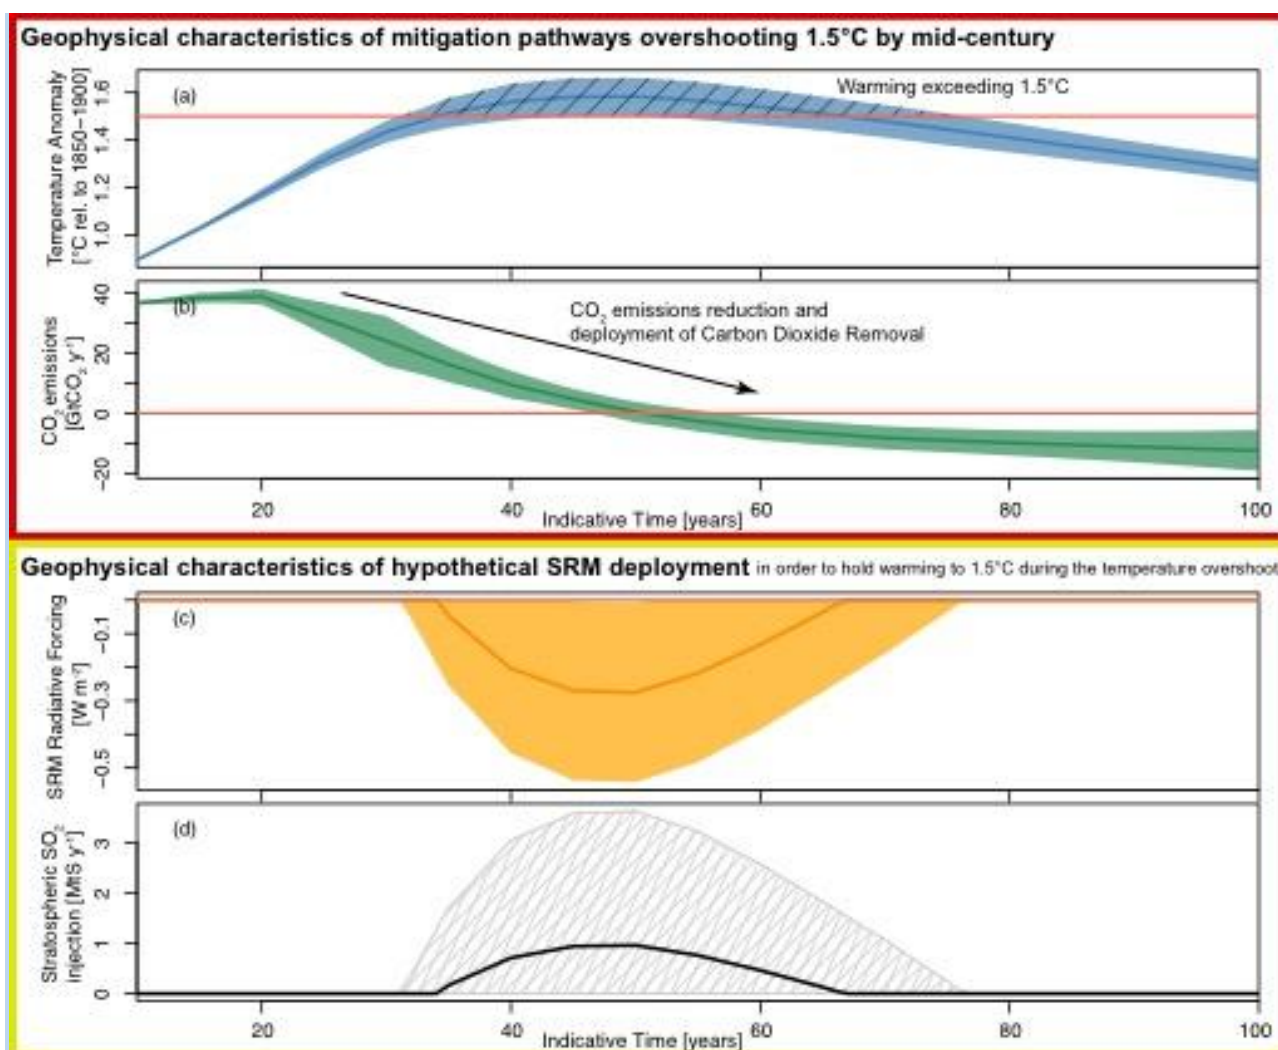 Geophysical characteristics of mitigation pathways overshooting 1.5°C by mid-century
Temperature Anomaly
[°C rel. to 1850–1900]
1.6
1.4
1.2
1.0
(a)
Warming exceeding 1.5°C
CO2 emissions
[GtCO2 y-1]
40
20
0
−20
(b)
CO2 emissions reduction and
deployment of Carbon Dioxide Removal
20 40 60 80 100
Indicative Time [years]
Geophysical characteristics of hypothetical SRM deployment in order to hold warming to 1.5°C during the temperature overshoot
SRM Radiative Forcing
[W m-2]
−0.1
−0.3
−0.5
(c)
Stratospheric SO2
injection [MtS y-1]
3
2
1
0
(d)
20 40 60 80 100
Indicative Time [years]